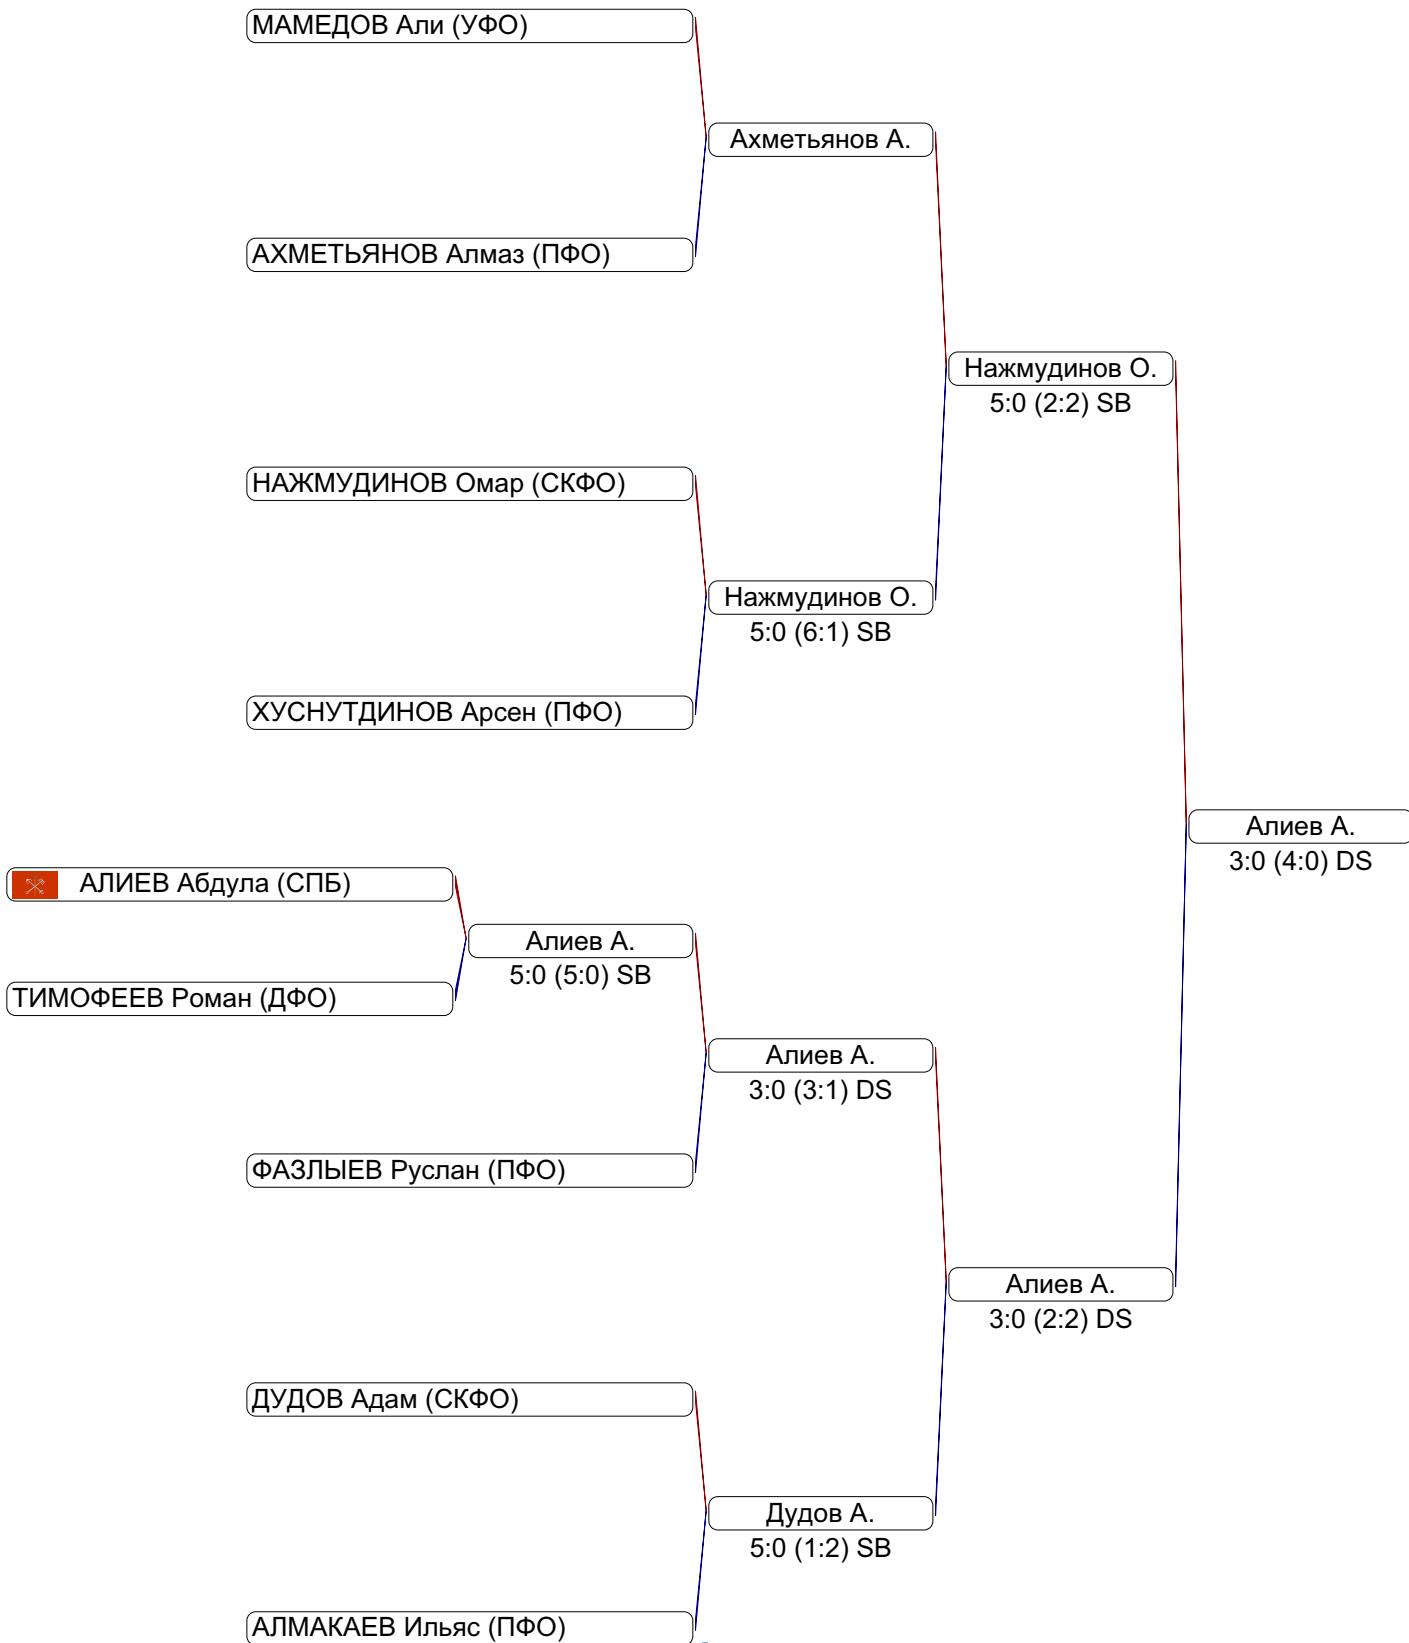 МАМЕДОВ Али (УФО)
Ахметьянов А.
АХМЕТЬЯНОВ Алмаз (ПФО)
Нажмудинов О.
5:0 (2:2) SB
НАЖМУДИНОВ Омар (СКФО)
Нажмудинов О.
5:0 (6:1) SB
ХУСНУТДИНОВ Арсен (ПФО)
Алиев А.
3:0 (4:0) DS
АЛИЕВ Абдула (СПБ)
Алиев А.
5:0 (5:0) SB
ТИМОФЕЕВ Роман (ДФО)
Алиев А.
3:0 (3:1) DS
ФАЗЛЫЕВ Руслан (ПФО)
Алиев А.
3:0 (2:2) DS
ДУДОВ Адам (СКФО)
Дудов А.
5:0 (1:2) SB
АЛМАКАЕВ Ильяс (ПФО)